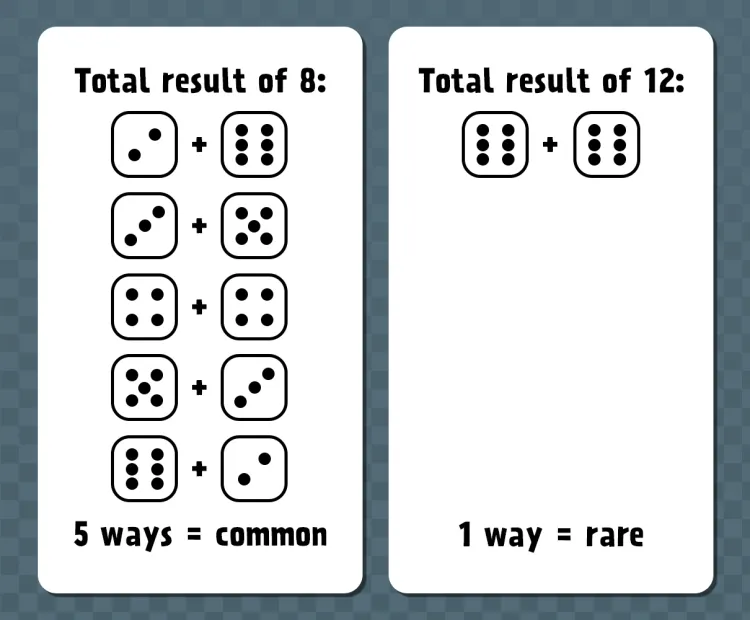 Total result of 8:
+
+
+
+
+
5 ways = common
Total result of 12:
+
1 way = rare